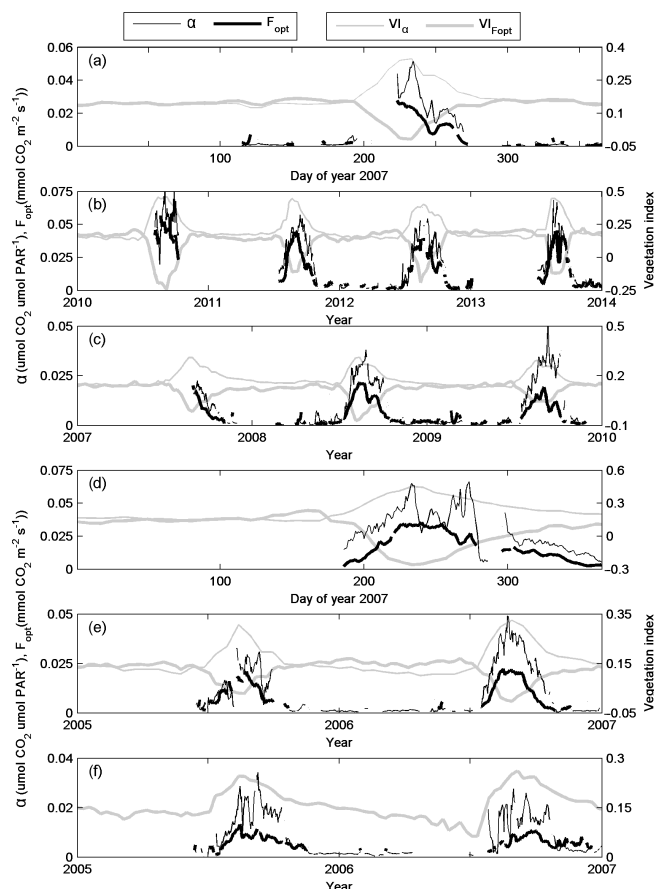 α F_opt VI_α VI_Fopt
0.06 (a) 0.4
0.04 0.3
0.02 0.1
0 -0.05
100 200 300
Day of year 2007
0.075 (b) 0.5
0.05 0.2
0.025 0
0 -0.25
2010 2011 2012 2013 2014
Year
0.05 (c) 0.5
0.025 0.2
0 -0.1
2007 2008 2009 2010
Year
α (umol CO2 umol PAR⁻¹), F_opt(mmol CO2 m⁻² s⁻¹))
Vegetation index
0.075 (d) 0.6
0.05 0.3
0.025 0
0 -0.3
100 200 300
Day of year 2007
0.05 (e) 0.35
0.025 0.15
0 -0.05
2005 2006 2007
Year
0.04 (f) 0.3
0.02 0.15
0 0
2005 2006 2007
Year
α (umol CO2 umol PAR⁻¹), F_opt(mmol CO2 m⁻² s⁻¹))
Vegetation index